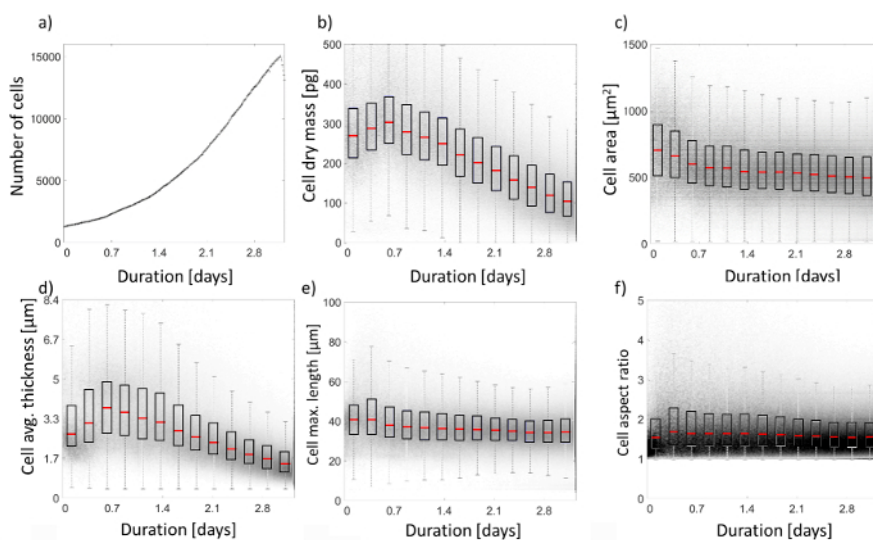 a)
Number of cells
15000
10000
5000
0
0 0.7 1.4 2.1 2.8
Duration [days]
b)
Cell dry mass [pg]
500
400
300
200
100
0
0 0.7 1.4 2.1 2.8
Duration [days]
c)
Cell area [μm²]
1500
1000
500
0
0 0.7 1.4 2.1 2.8
Duration [days]
d)
Cell avg. thickness [μm]
8.4
6.7
5
3.3
1.7
0
0 0.7 1.4 2.1 2.8
Duration [days]
e)
Cell max. length [μm]
100
80
60
40
20
0
0 0.7 1.4 2.1 2.8
Duration [days]
f)
Cell aspect ratio
5
4
3
2
1
0
0 0.7 1.4 2.1 2.8
Duration [days]